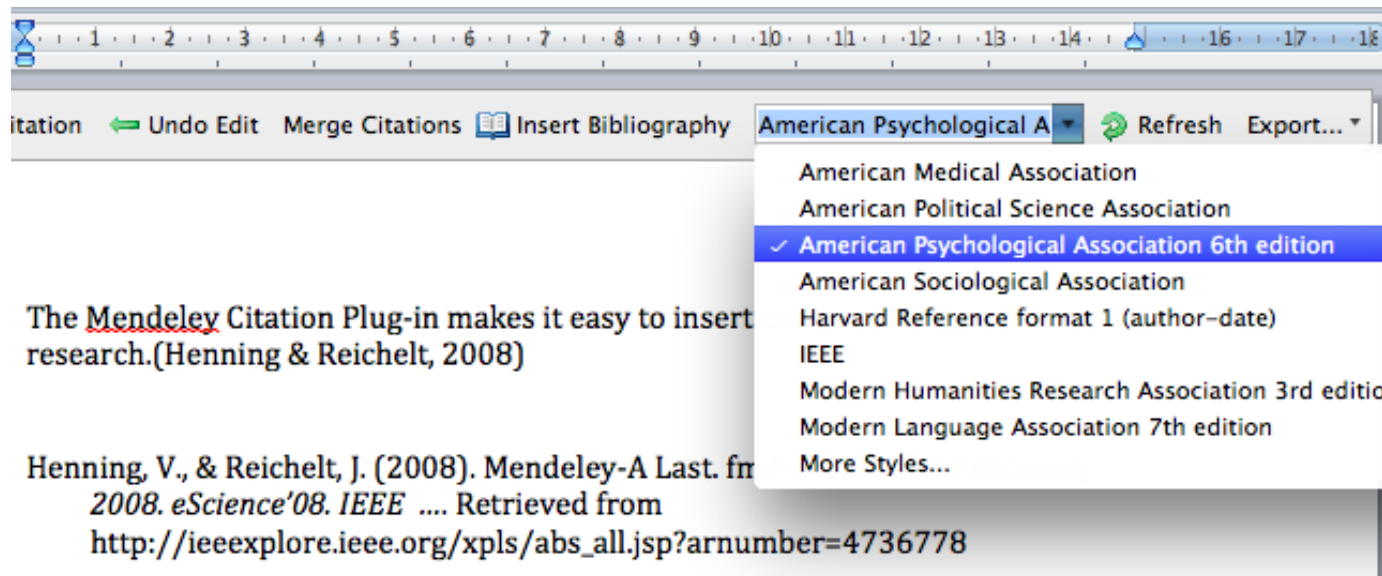 1 2 3 4 5 6 7 8 9 10 11 12 13 14 16 17 18
itation Undo Edit Merge Citations Insert Bibliography American Psychological A Refresh Export...
American Medical Association
American Political Science Association
✓ American Psychological Association 6th edition
American Sociological Association
Harvard Reference format 1 (author-date)
IEEE
Modern Humanities Research Association 3rd editio
Modern Language Association 7th edition
More Styles...
The Mendeley Citation Plug-in makes it easy to insert
research.(Henning & Reichelt, 2008)
Henning, V., & Reichelt, J. (2008). Mendeley-A Last. fm
2008. eScience’08. IEEE .... Retrieved from
http://ieeexplore.ieee.org/xpls/abs_all.jsp?arnumber=4736778